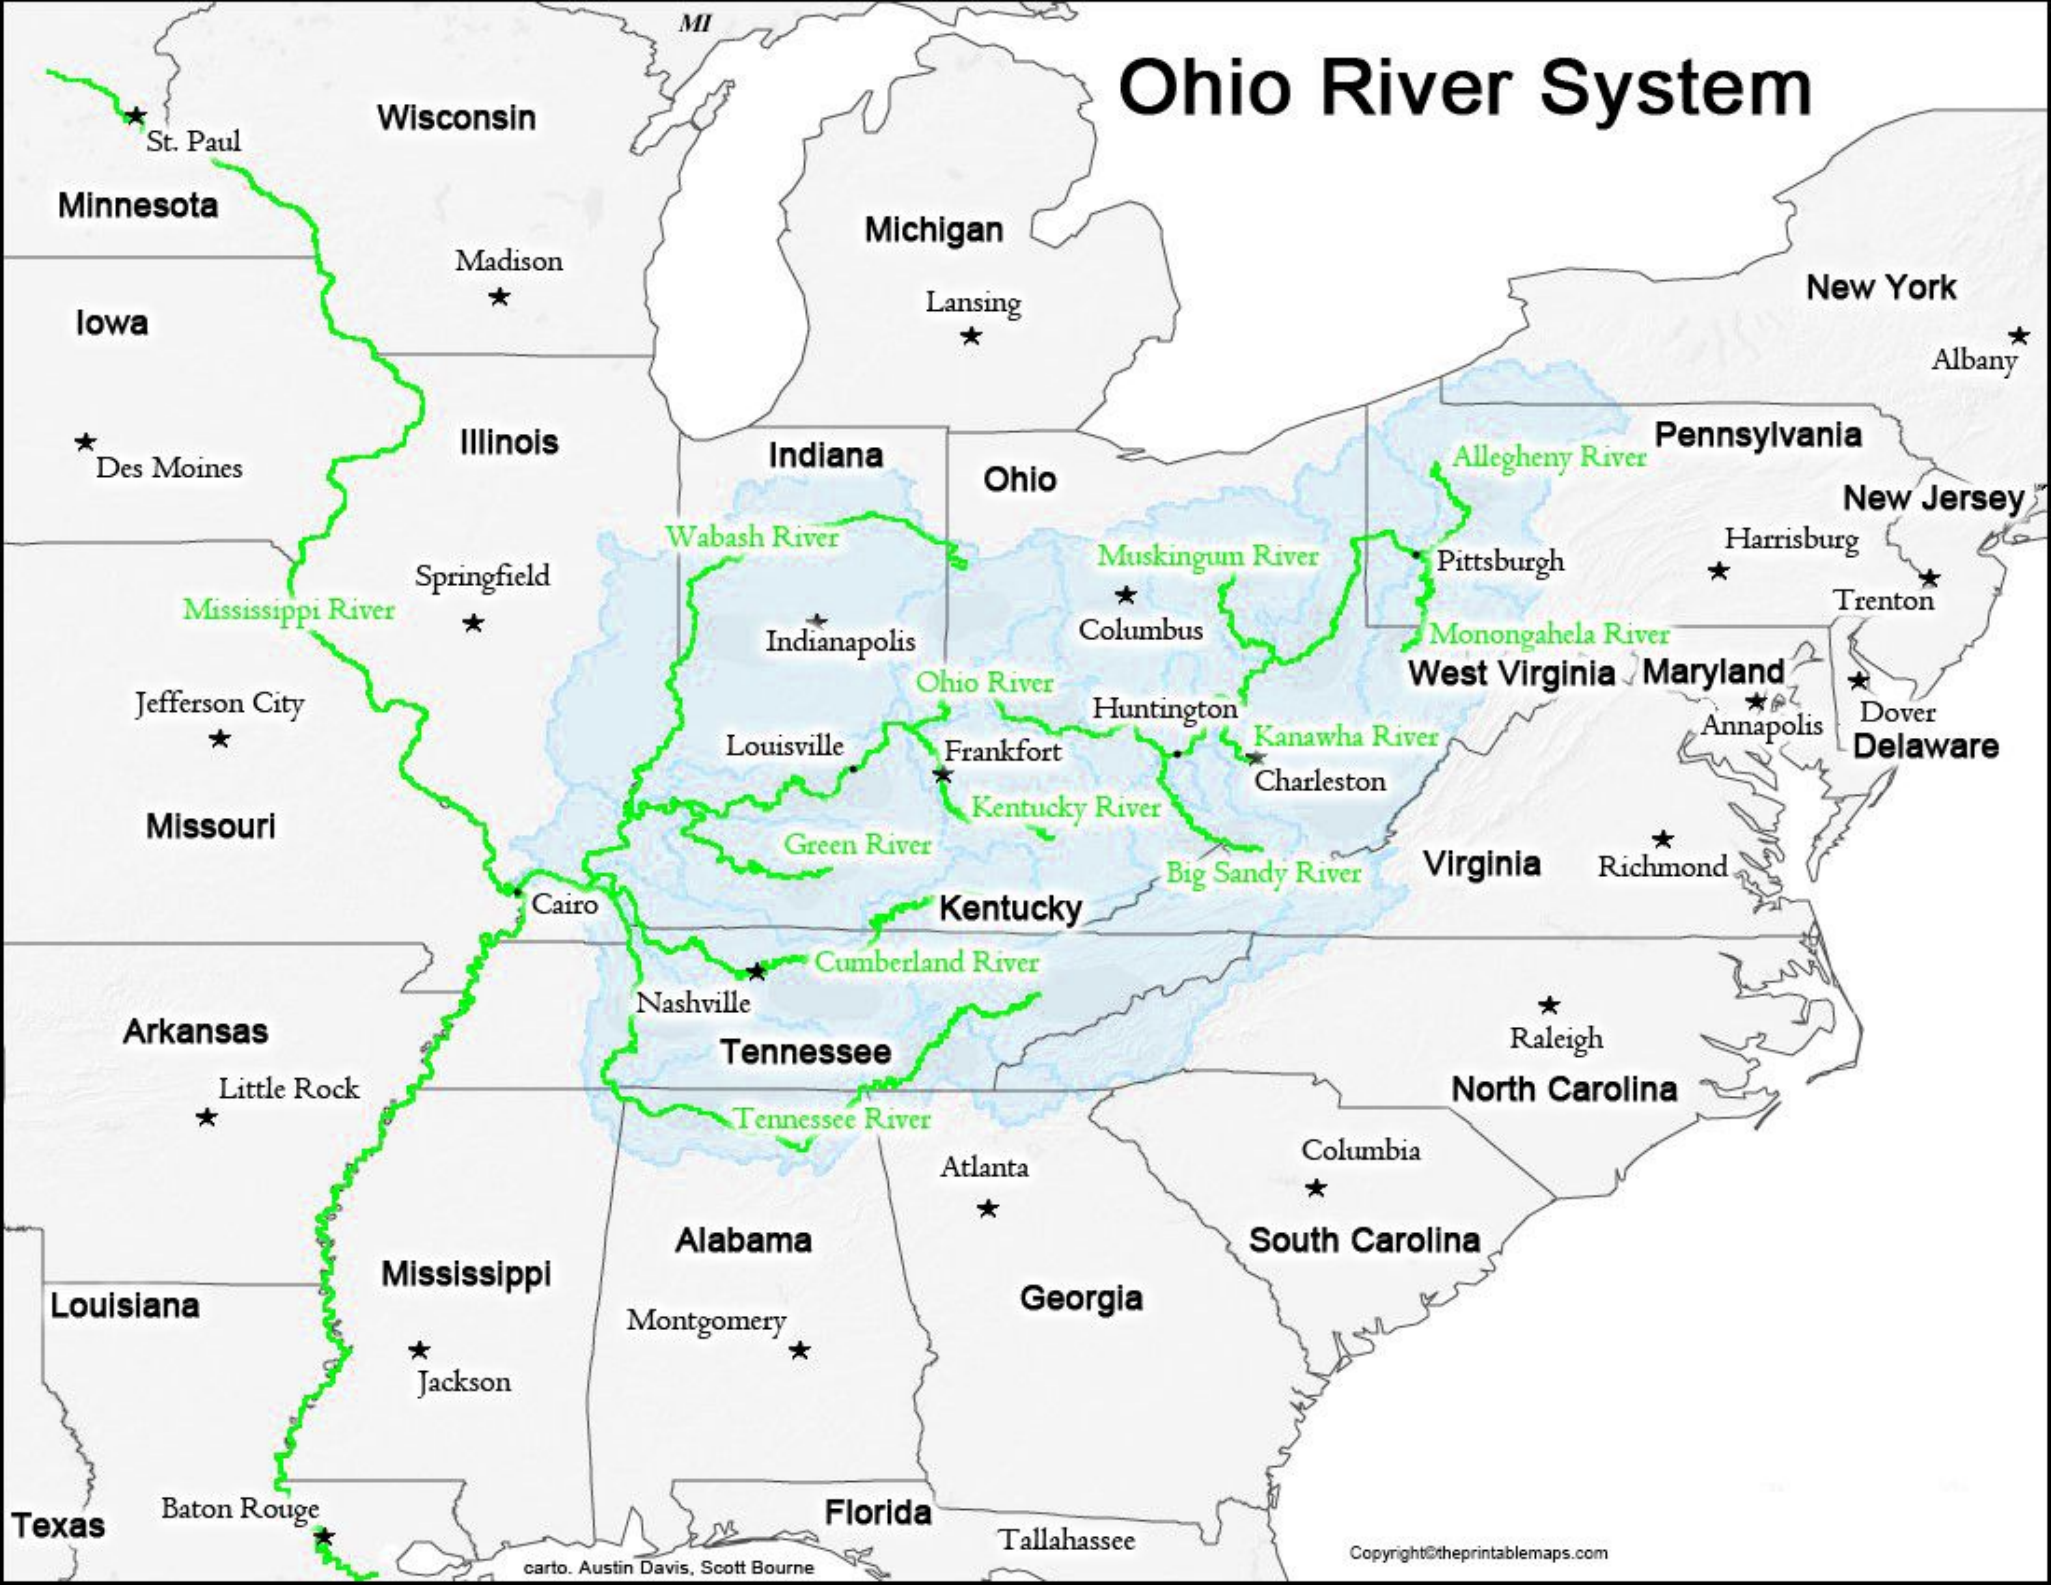 MI
Ohio River System
Wisconsin
St. Paul
Minnesota
Michigan
Madison
New York
Lansing
Iowa
Albany
Pennsylvania
Illinois
Indiana
Allegheny River
Des Moines
Ohio
New Jersey
Wabash River
Harrisburg
Muskingum River
Pittsburgh
Springfield
Trenton
Mississippi River
Columbus
Monongahela River
Indianapolis
West Virginia
Maryland
Ohio River
Jefferson City
Huntington
Dover
Annapolis
Kanawha River
Louisville
Frankfort
Delaware
Charleston
Kentucky River
Missouri
Green River
Virginia
Richmond
Big Sandy River
Cairo
Kentucky
Cumberland River
Nashville
Arkansas
Raleigh
Tennessee
Little Rock
North Carolina
Tennessee River
Columbia
Atlanta
Alabama
South Carolina
Mississippi
Georgia
Louisiana
Montgomery
Jackson
Baton Rouge
Florida
Texas
Tallahassee
Copyright©theprintablemaps.com
carto. Austin Davis, Scott Bourne